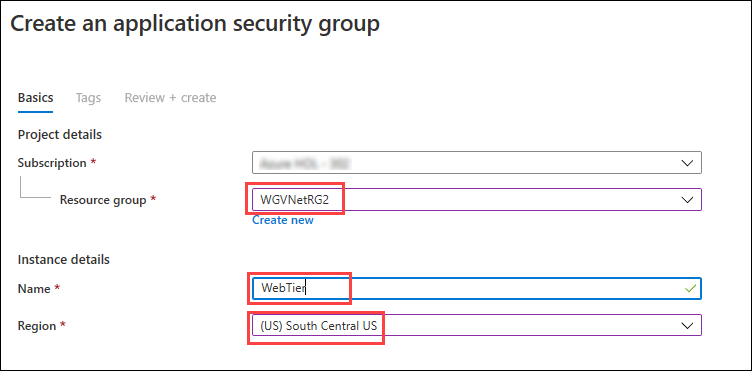 Create an application security group
Basics Tags Review + create
Project details
Subscription *
Resource group * WGVNetRG2
Create new
Instance details
Name * WebTier
Region * (US) South Central US